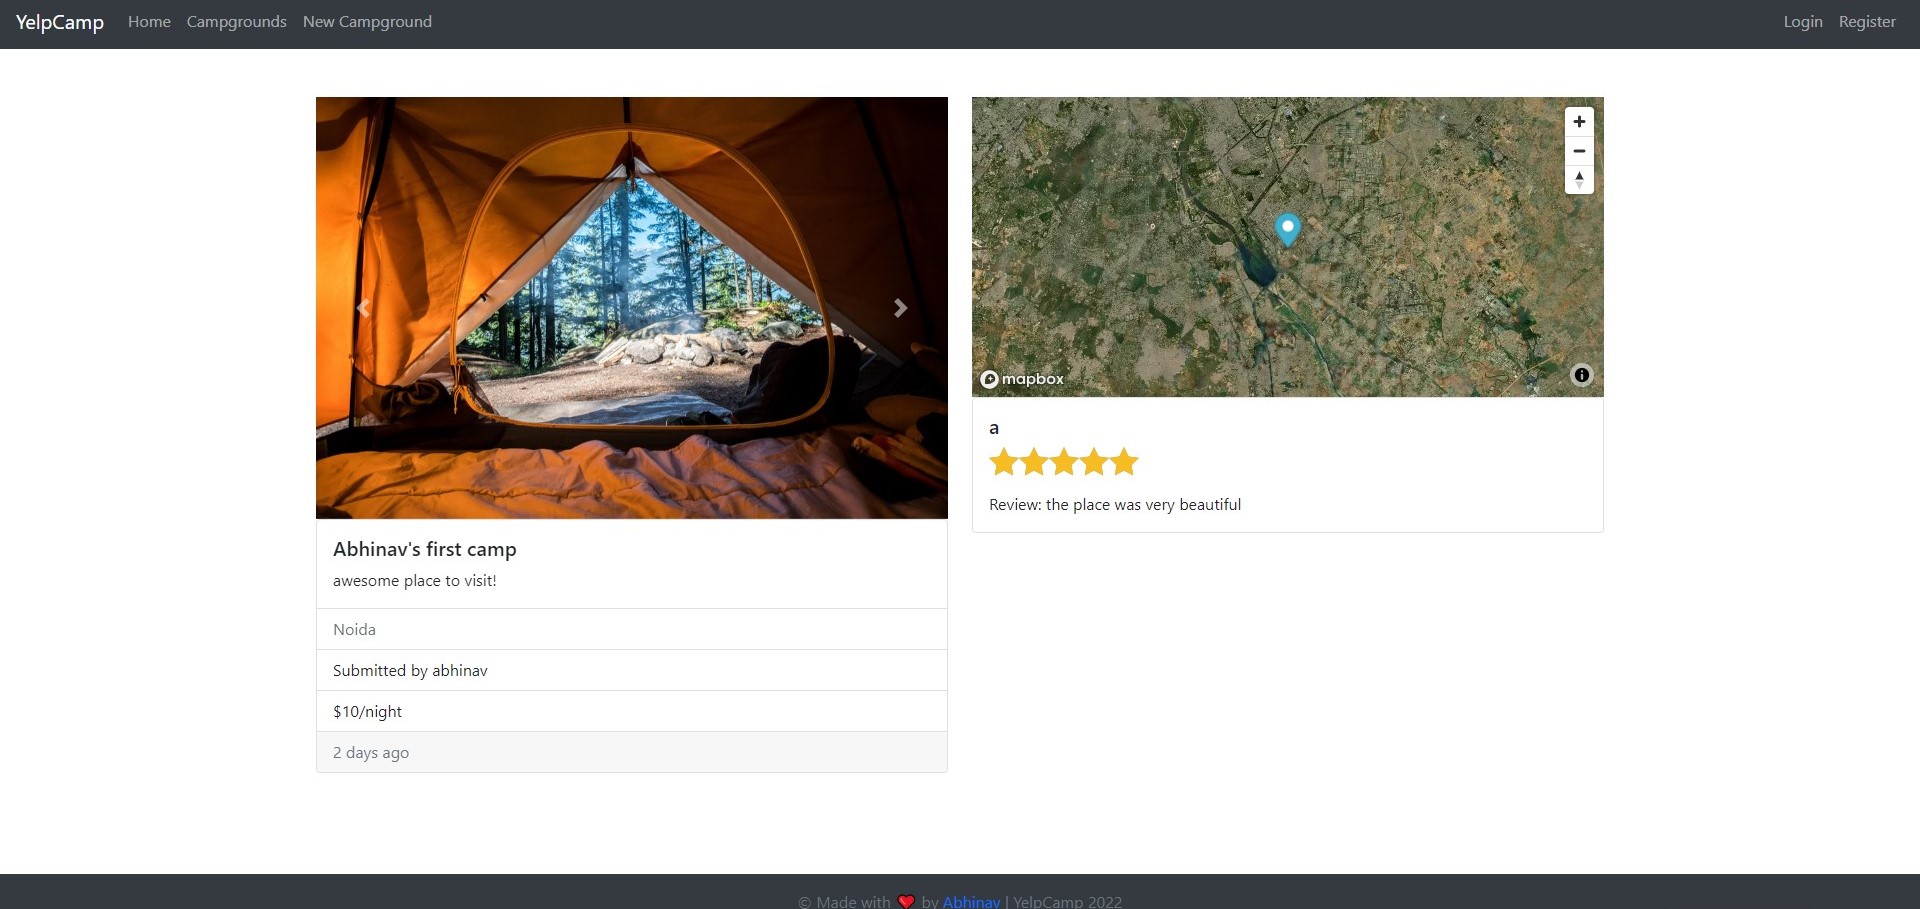 YelpCamp Home Campgrounds New Campground Login Register
Abhinav's first camp
awesome place to visit!
Noida
Submitted by abhinav
$10/night
2 days ago
mapbox
a
Review: the place was very beautiful
© Made with ❤ by Abhinav | YelpCamp 2022